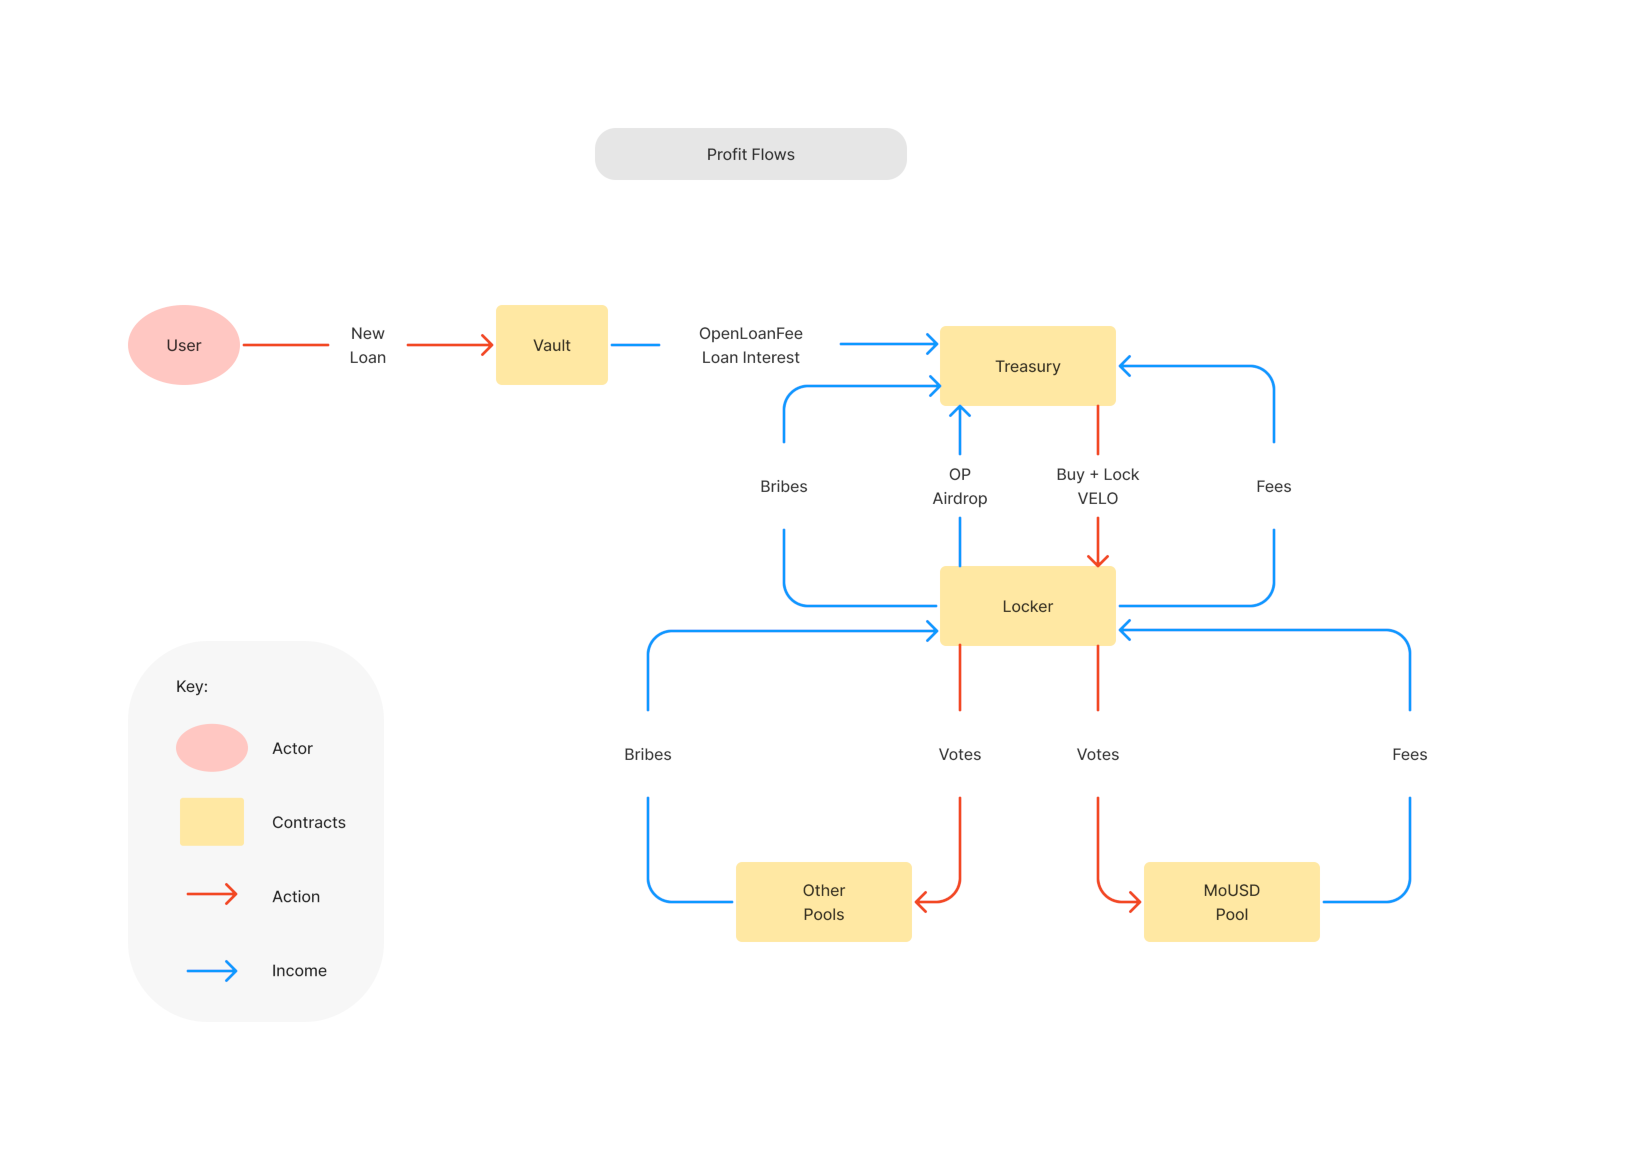 Profit Flows
User
New
Loan
Vault
OpenLoanFee
Loan Interest
Treasury
Bribes
OP
Airdrop
Buy + Lock
VELO
Fees
Locker
Key:
Actor
Contracts
Action
Income
Bribes
Votes
Votes
Fees
Other
Pools
MoUSD
Pool